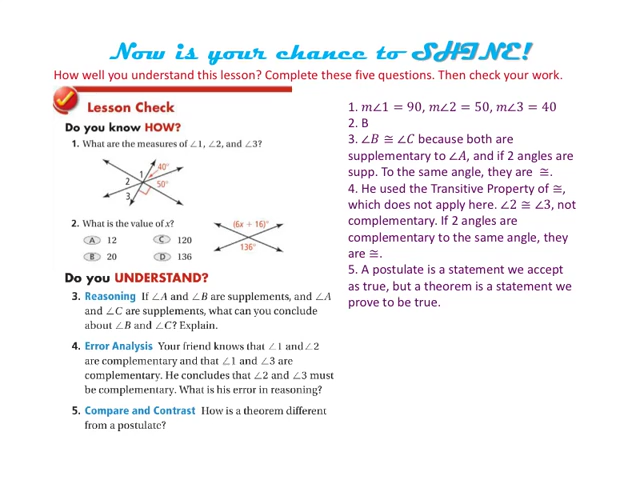 Now is your chance to SHINE!
How well you understand this lesson? Complete these five questions. Then check your work.
Lesson Check
Do you know HOW?
1. What are the measures of ∠1, ∠2, and ∠3?
1
40°
2
50°
3
2. What is the value of x?
(6x + 16)°
A 12
C 120
136°
B 20
D 136
Do you UNDERSTAND?
3. Reasoning If ∠A and ∠B are supplements, and ∠A
and ∠C are supplements, what can you conclude
about ∠B and ∠C? Explain.
4. Error Analysis Your friend knows that ∠1 and∠2
are complementary and that ∠1 and ∠3 are
complementary. He concludes that ∠2 and ∠3 must
be complementary. What is his error in reasoning?
5. Compare and Contrast How is a theorem different
from a postulate?
1. m∠1 = 90, m∠2 = 50, m∠3 = 40
2. B
3. ∠B ≅ ∠C because both are
supplementary to ∠A, and if 2 angles are
supp. To the same angle, they are ≅.
4. He used the Transitive Property of ≅,
which does not apply here. ∠2 ≅ ∠3, not
complementary. If 2 angles are
complementary to the same angle, they
are ≅.
5. A postulate is a statement we accept
as true, but a theorem is a statement we
prove to be true.